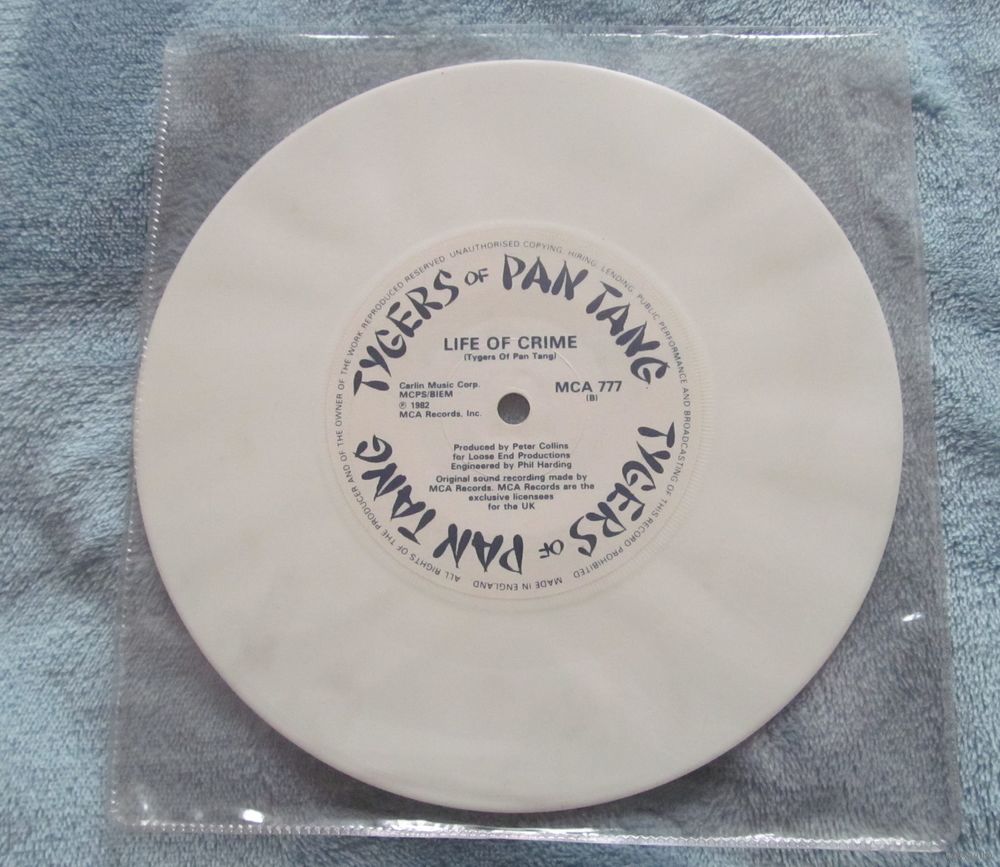 ALL RIGHTS OF THE PRODUCER AND OF THE OWNER OF THE WORK REPRODUCED RESERVED UNAUTHORISED COPYING, HIRING, LENDING, PUBLIC PERFORMANCE AND BROADCASTING OF THIS RECORD PROHIBITED MADE IN ENGLAND
TYGERS OF PAN TANG
LIFE OF CRIME
(Tygers Of Pan Tang)
Carlin Music Corp.
MCPS/BIEM
℗ 1982
MCA Records, Inc.
MCA 777
(B)
Produced by Peter Collins
for Loose End Productions
Engineered by Phil Harding
Original sound recording made by
MCA Records. MCA Records are the
exclusive licensees
for the UK
TYGERS OF PAN TANG